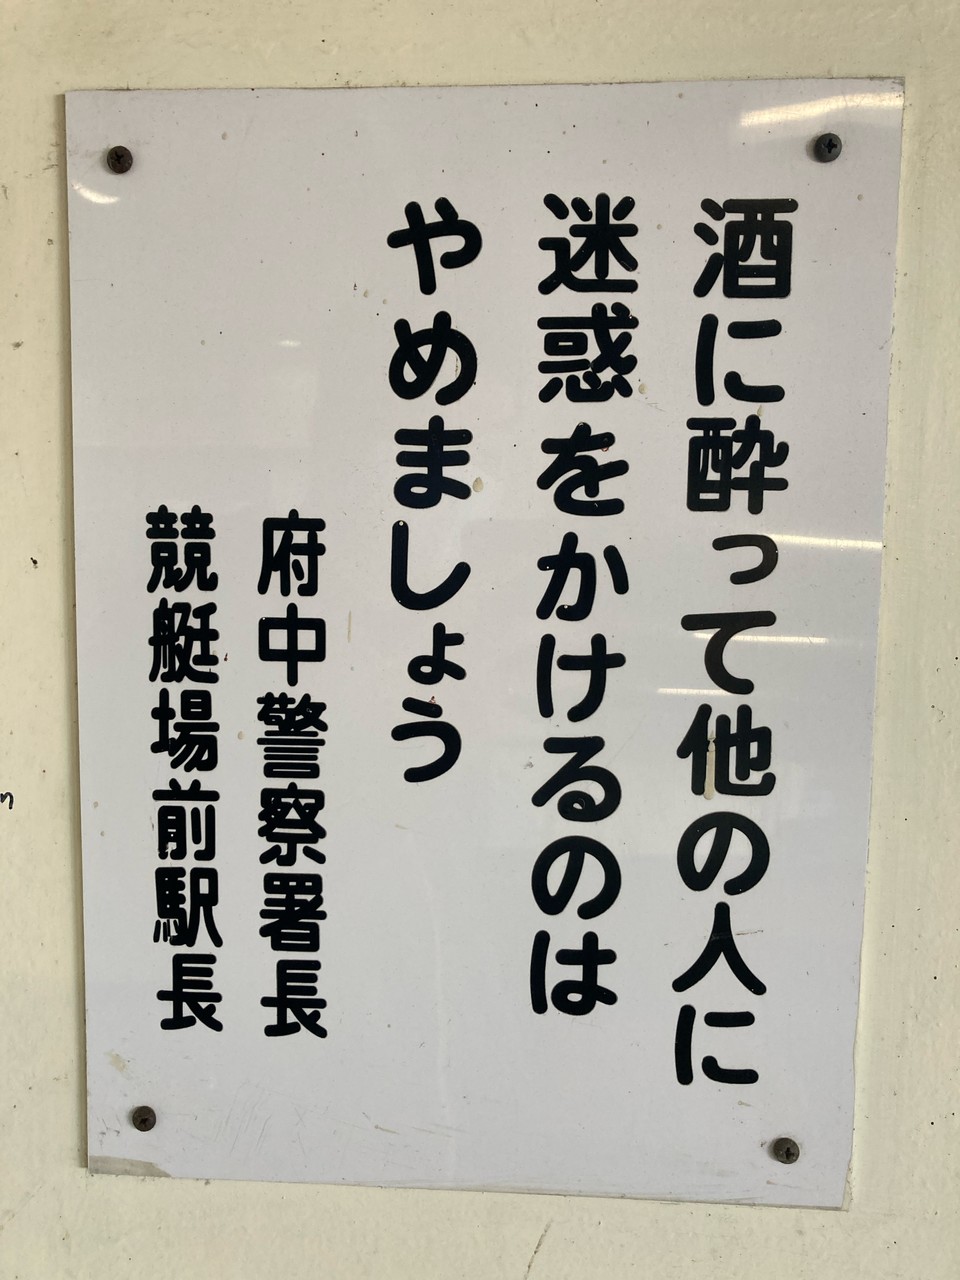 酒に酔って他の人に
迷惑をかけるのは
やめましょう
府中警察署長
競艇場前駅長